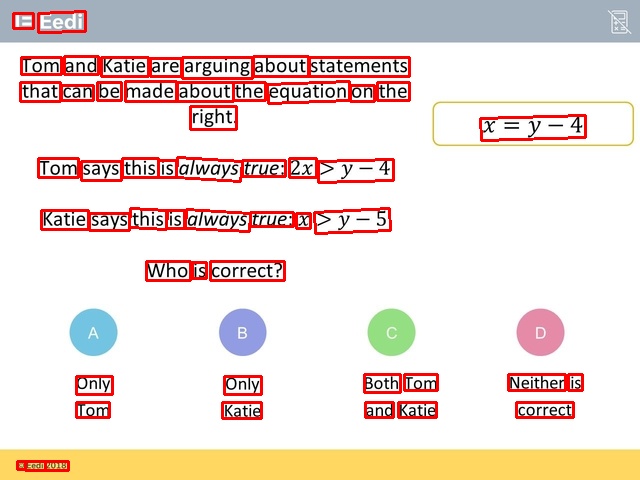 Eedi
Tom and Katie are arguing about statements
that can be made about the equation on the
right.
x = y − 4
Tom says this is always true: 2x > y − 4
Katie says this is always true: x > y − 5
Who is correct?
A
B
C
D
Only
Tom
Only
Katie
Both Tom
and Katie
Neither is
correct
© Eedi 2018